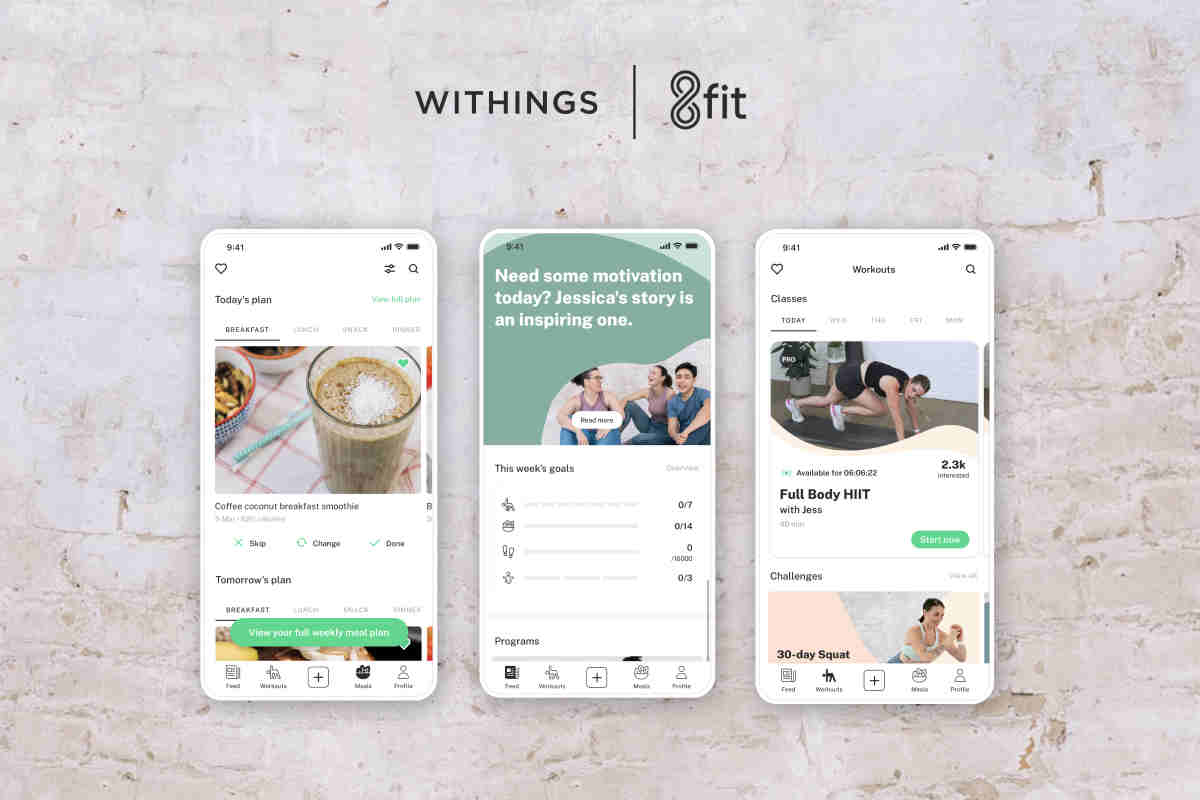 WITHINGS
8fit
9:41
Today's plan
View full plan
BREAKFAST
LUNCH
SNACK
DINNER
Coffee coconut breakfast smoothie
Skip
Change
Done
Tomorrow's plan
BREAKFAST
LUNCH
SNACK
DINNER
View your full weekly meal plan
Feed
Workouts
Meals
Profile
9:41
Need some motivation
today? Jessica's story is
an inspiring one.
Read more
This week's goals
Overview
0/7
0/14
0
/10000
0/3
Programs
Feed
Workouts
Meals
Profile
9:41
Workouts
Classes
TODAY
WED
THU
FRI
MON
PRO
Available for 06:06:22
2.3k
interested
Full Body HIIT
with Jess
40 min
Start now
Challenges
View all
30-day Squat
Feed
Workouts
Meals
Profile